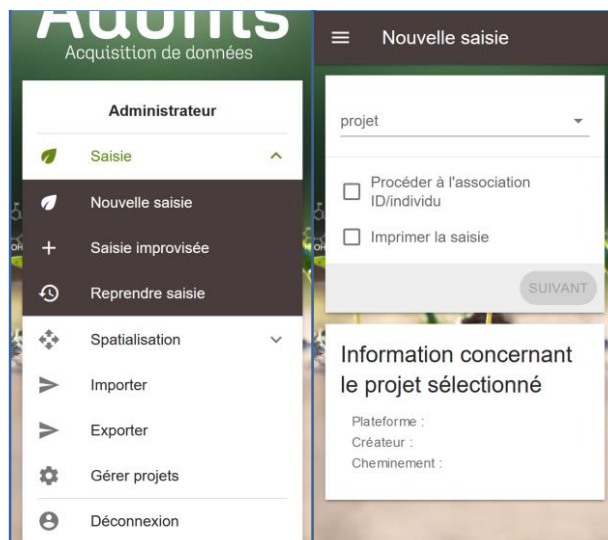 Adonis
Acquisition de données
Administrateur
Saisie
Nouvelle saisie
Saisie improvisée
Reprendre saisie
Spatialisation
Importer
Exporter
Gérer projets
Déconnexion
Nouvelle saisie
projet
Procéder à l'association
ID/individu
Imprimer la saisie
SUIVANT
Information concernant
le projet sélectionné
Plateforme :
Créateur :
Cheminement :